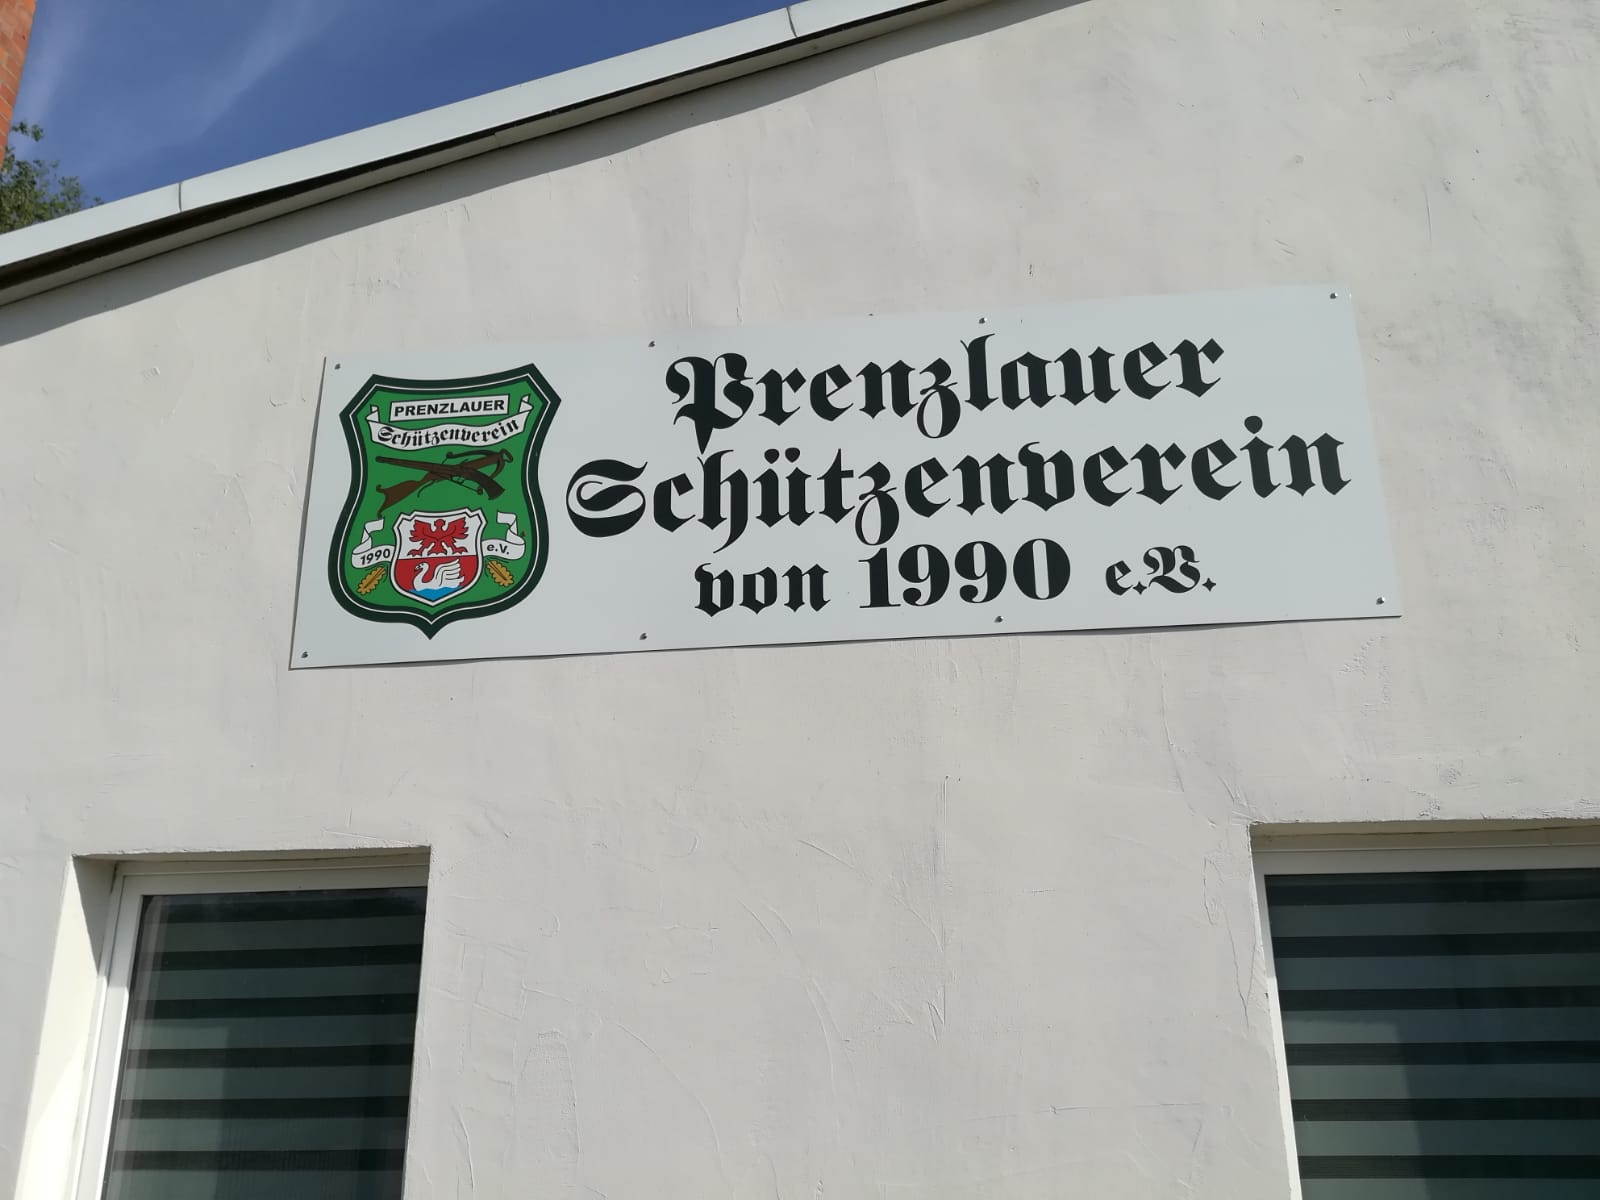 PRENZLAUER
Schützenverein
1990 e.V.
Prenzlauer
Schützenverein
von 1990 e.V.